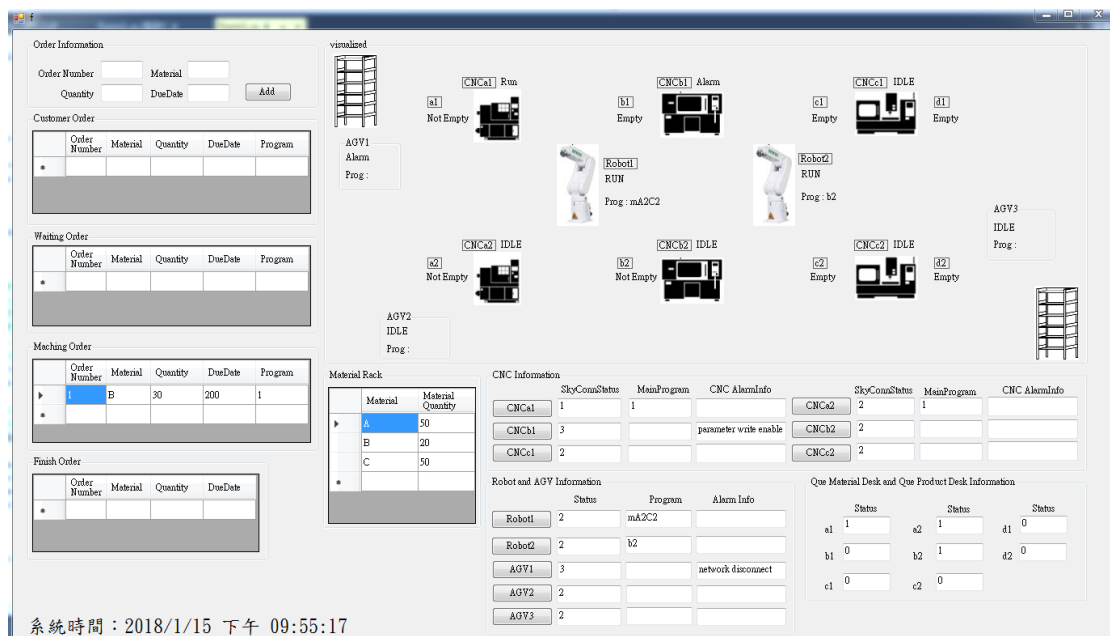 f
Order Information
Order Number Material
Quantity DueDate Add
Customer Order
Order Number Material Quantity DueDate Program
*
Waiting Order
Order Number Material Quantity DueDate Program
*
Maching Order
Order Number Material Quantity DueDate Program
1 B 30 200 1
*
Finish Order
Order Number Material Quantity DueDate
*
系統時間：2018/1/15 下午 09:55:17
visualized
CNCa1 Run
CNCb1 Alarm
CNCc1 IDLE
a1
Not Empty
b1
Empty
c1
Empty
d1
Empty
AGV1
Alarm
Prog :
Robot1
RUN
Prog : mA2C2
Robot2
RUN
Prog : b2
AGV3
IDLE
Prog :
CNCa2 IDLE
CNCb2 IDLE
CNCc2 IDLE
a2
Not Empty
b2
Not Empty
c2
Empty
d2
Empty
AGV2
IDLE
Prog :
Material Rack
Material Material Quantity
A 50
B 20
C 50
*
CNC Information
SkyConnStatus MainProgram CNC AlarmInfo SkyConnStatus MainProgram CNC AlarmInfo
CNCa1 1 1 CNCa2 2 1
CNCb1 3 parameter write enable CNCb2 2
CNCc1 2 CNCc2 2
Robot and AGV Information
Status Program Alarm Info
Robot1 2 mA2C2
Robot2 2 b2
AGV1 3 network disconnect
AGV2 2
AGV3 2
Que Material Desk and Que Product Desk Information
Status Status Status
a1 1 a2 1 d1 0
b1 0 b2 1 d2 0
c1 0 c2 0